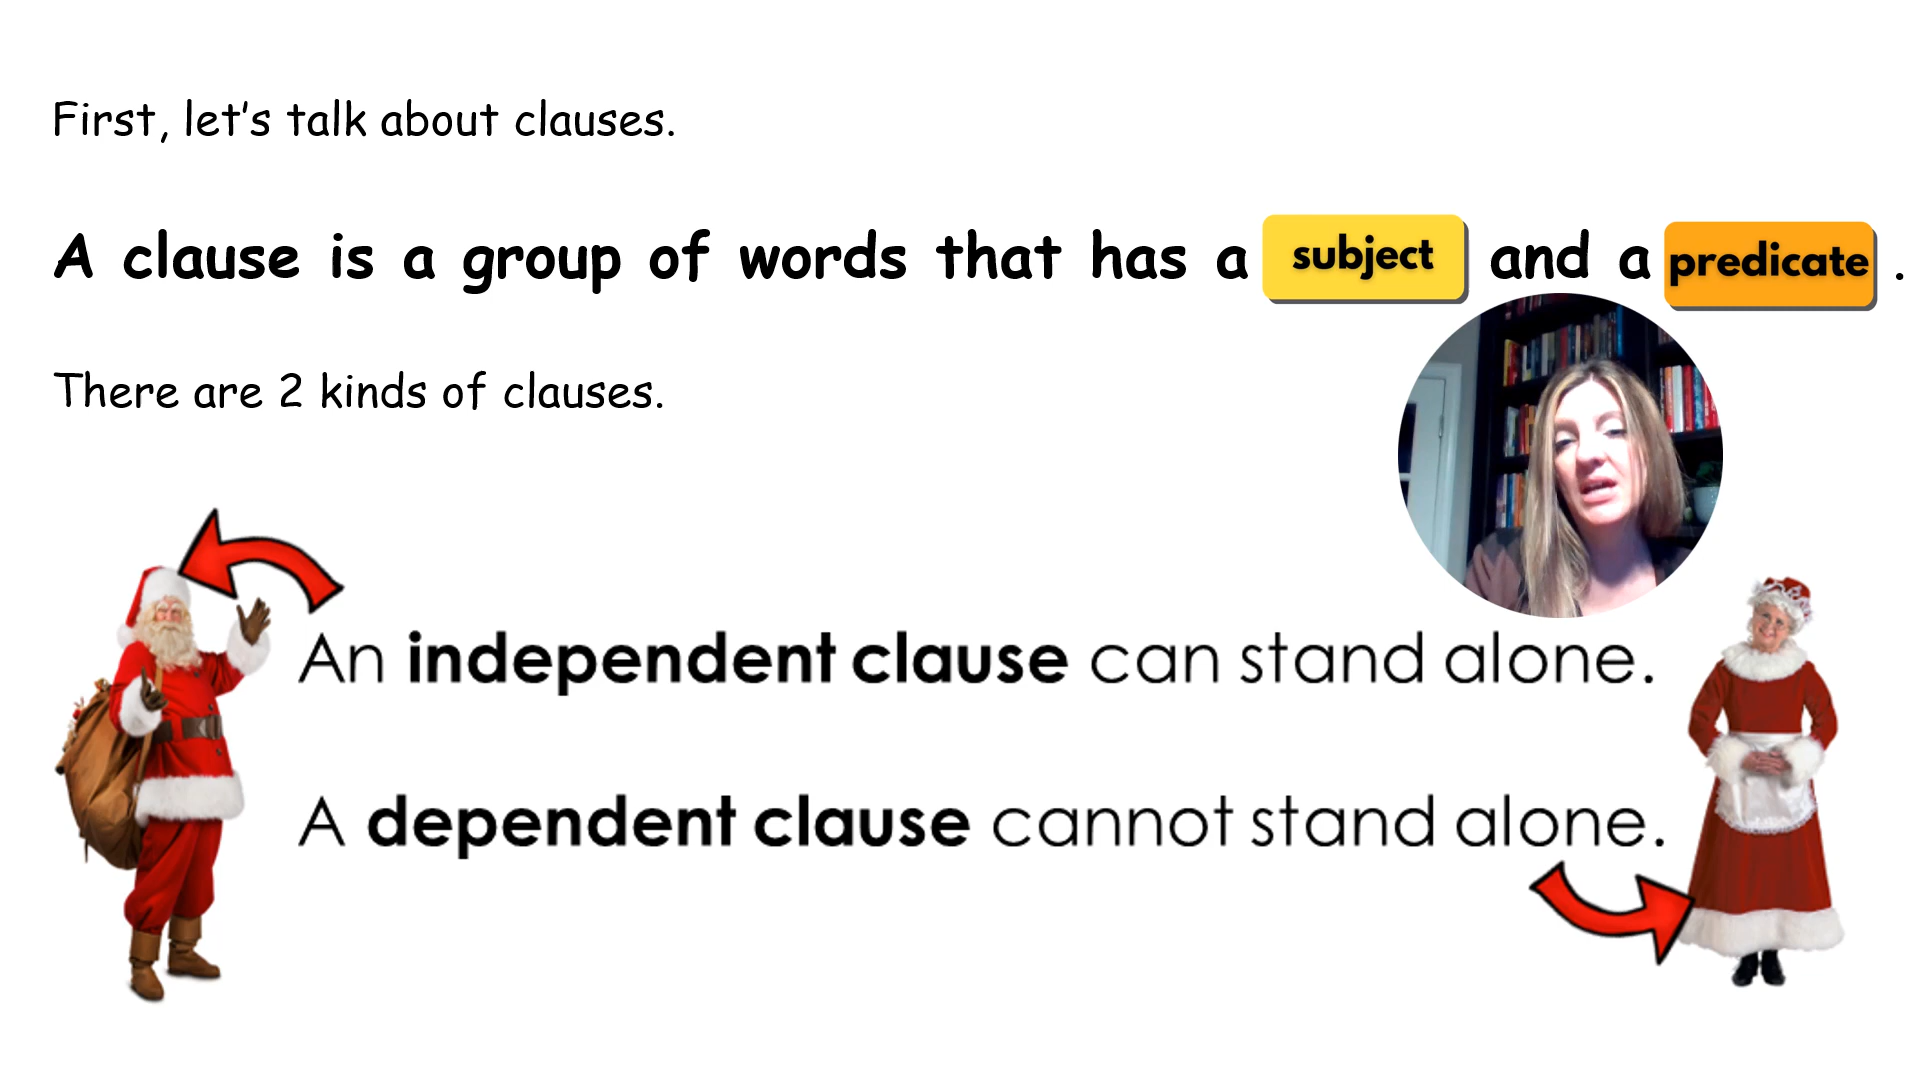 First, let's talk about clauses.
A clause is a group of words that has a subject and a predicate .
There are 2 kinds of clauses.
An independent clause can stand alone.
A dependent clause cannot stand alone.